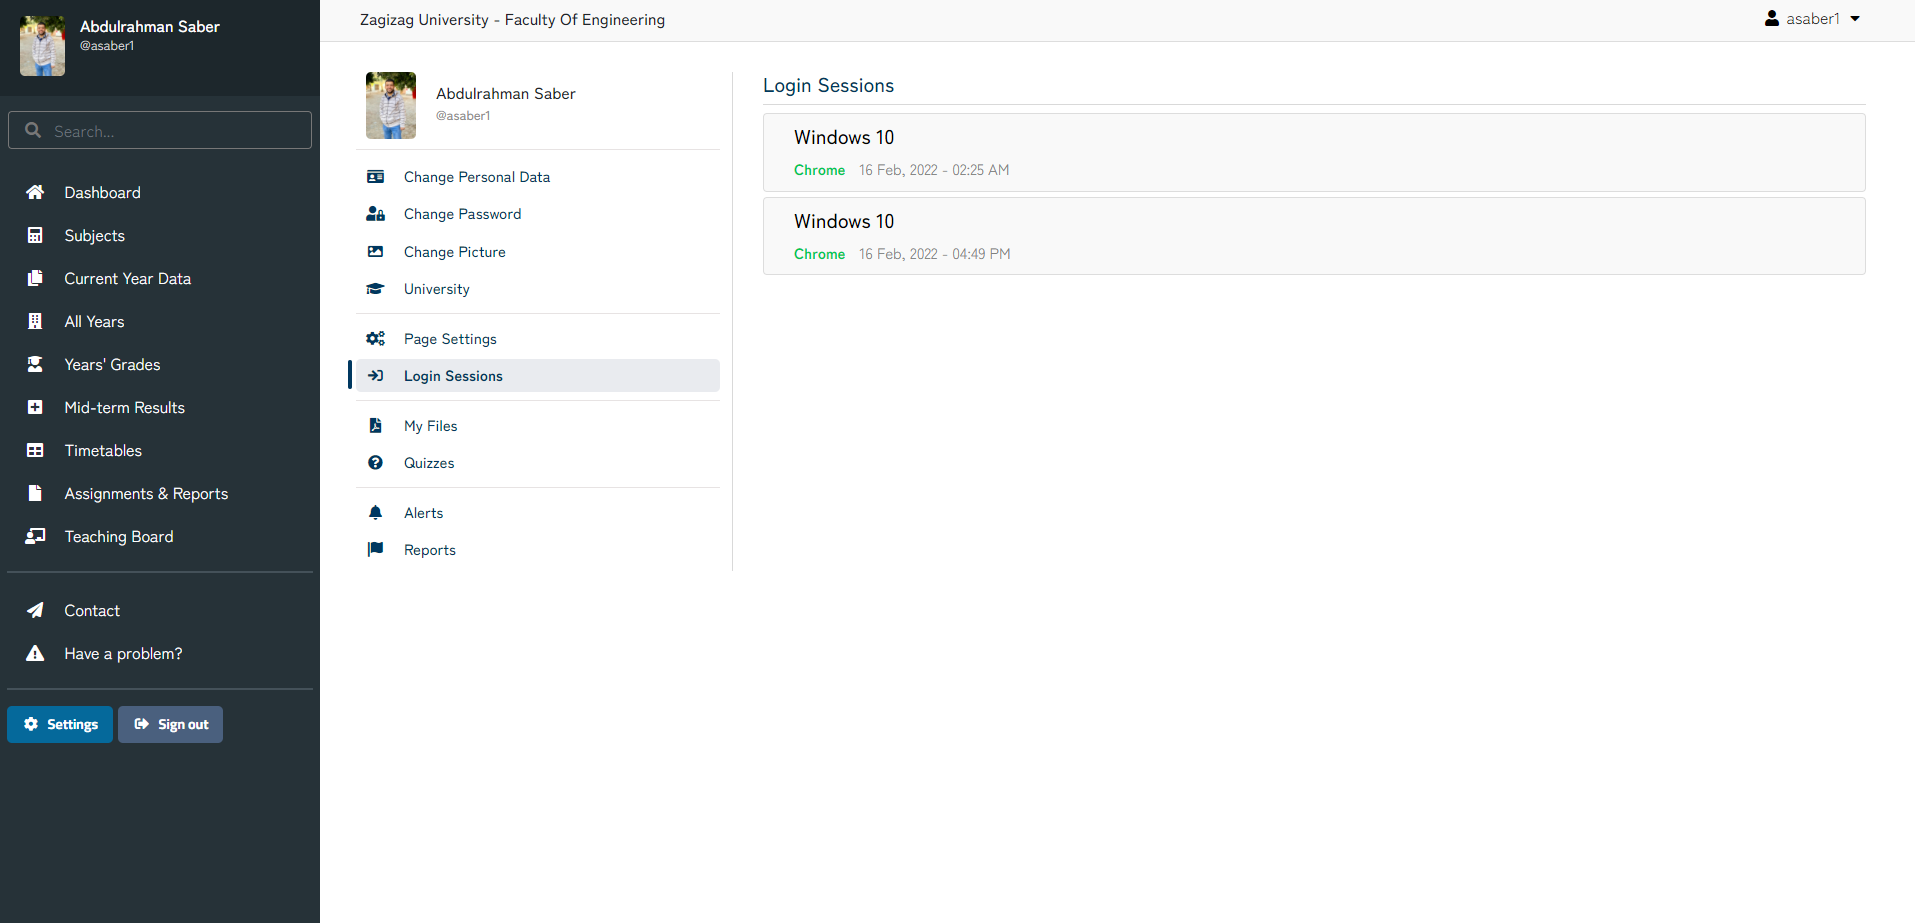 Abdulrahman Saber
@asaber1
Search...
Dashboard
Subjects
Current Year Data
All Years
Years' Grades
Mid-term Results
Timetables
Assignments & Reports
Teaching Board
Contact
Have a problem?
Settings
Sign out
Zagizag University - Faculty Of Engineering
asaber1
Abdulrahman Saber
@asaber1
Change Personal Data
Change Password
Change Picture
University
Page Settings
Login Sessions
My Files
Quizzes
Alerts
Reports
Login Sessions
Windows 10
Chrome 16 Feb, 2022 - 02:25 AM
Windows 10
Chrome 16 Feb, 2022 - 04:49 PM